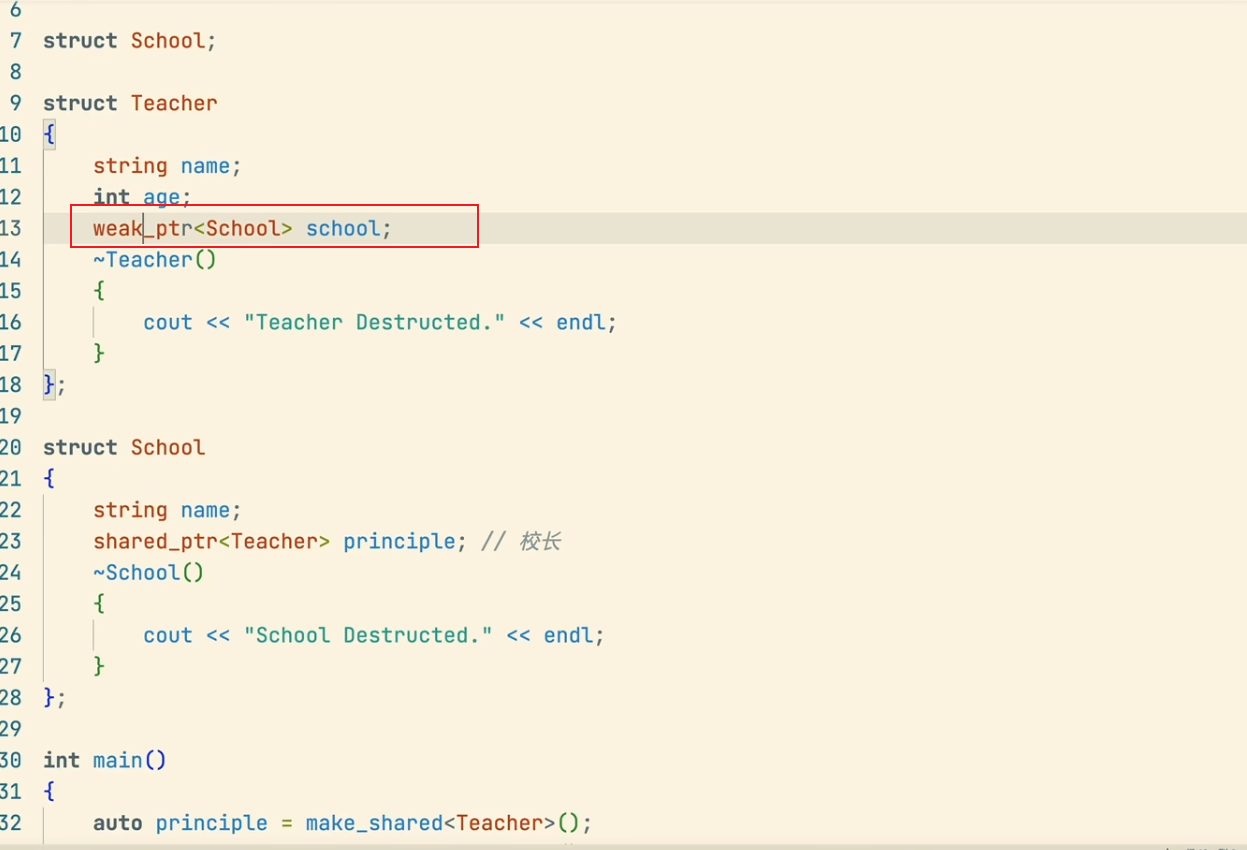 6
7 struct School;
8
9 struct Teacher
10 {
11 string name;
12 int age;
13 weak_ptr<School> school;
14 ~Teacher()
15 {
16 cout << "Teacher Destructed." << endl;
17 }
18 };
19
20 struct School
21 {
22 string name;
23 shared_ptr<Teacher> principle; // 校长
24 ~School()
25 {
26 cout << "School Destructed." << endl;
27 }
28 };
29
30 int main()
31 {
32 auto principle = make_shared<Teacher>();